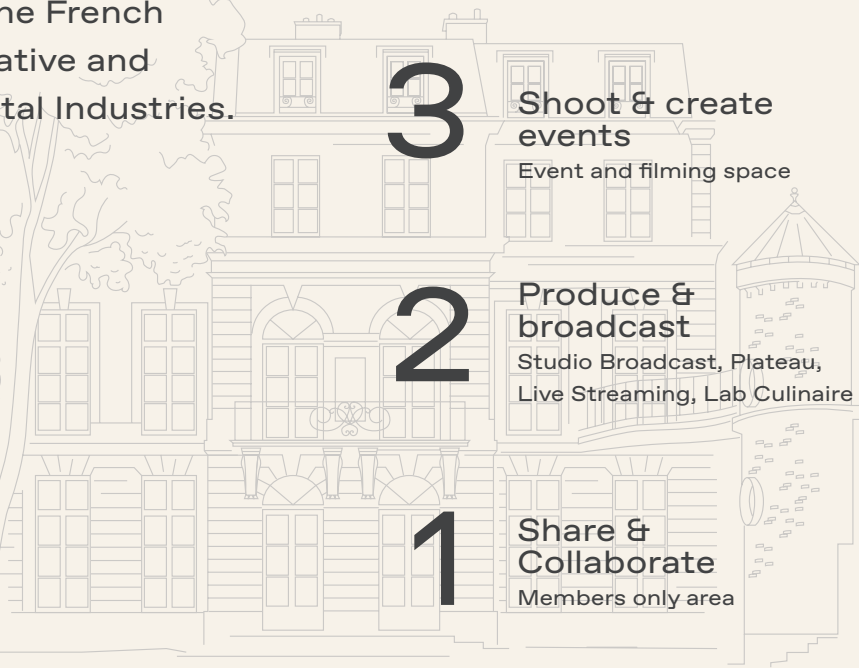 ne French
ative and
tal Industries.
3
Shoot & create
events
Event and filming space
2
Produce &
broadcast
Studio Broadcast, Plateau,
Live Streaming, Lab Culinaire
1
Share &
Collaborate
Members only area